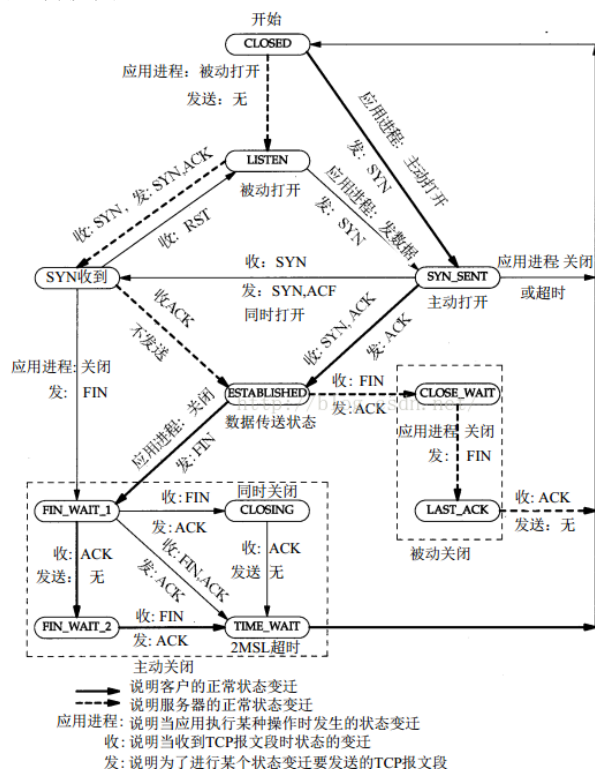 开始
CLOSED
应用进程：被动打开
发送：无
应用进程：主动打开
发：SYN
LISTEN
被动打开
收：SYN，发：SYN,ACK
收：RST
应用进程：发数据
发：SYN
SYN收到
收：SYN
发：SYN,ACF
同时打开
SYN_SENT
主动打开
应用进程：关闭
或超时
收ACK
不发送
收：SYN, ACK
发：ACK
应用进程：关闭
发：FIN
ESTABLISHED
数据传送状态
收：FIN
发：ACK
CLOSE_WAIT
应用进程 关闭
发： FIN
应用进程：关闭
发：FIN
LAST_ACK
收：ACK
发送：无
被动关闭
FIN_WAIT_1
收：FIN
发：ACK
同时关闭
CLOSING
收：ACK
发送：无
收：FIN,ACK
发：ACK
收：ACK
发送 无
FIN_WAIT_2
收：FIN
发：ACK
TIME_WAIT
2MSL超时
主动关闭
说明客户的正常状态变迁
说明服务器的正常状态变迁
应用进程：说明当应用执行某种操作时发生的状态变迁
收：说明当收到TCP报文段时状态的变迁
发：说明为了进行某个状态变迁要发送的TCP报文段